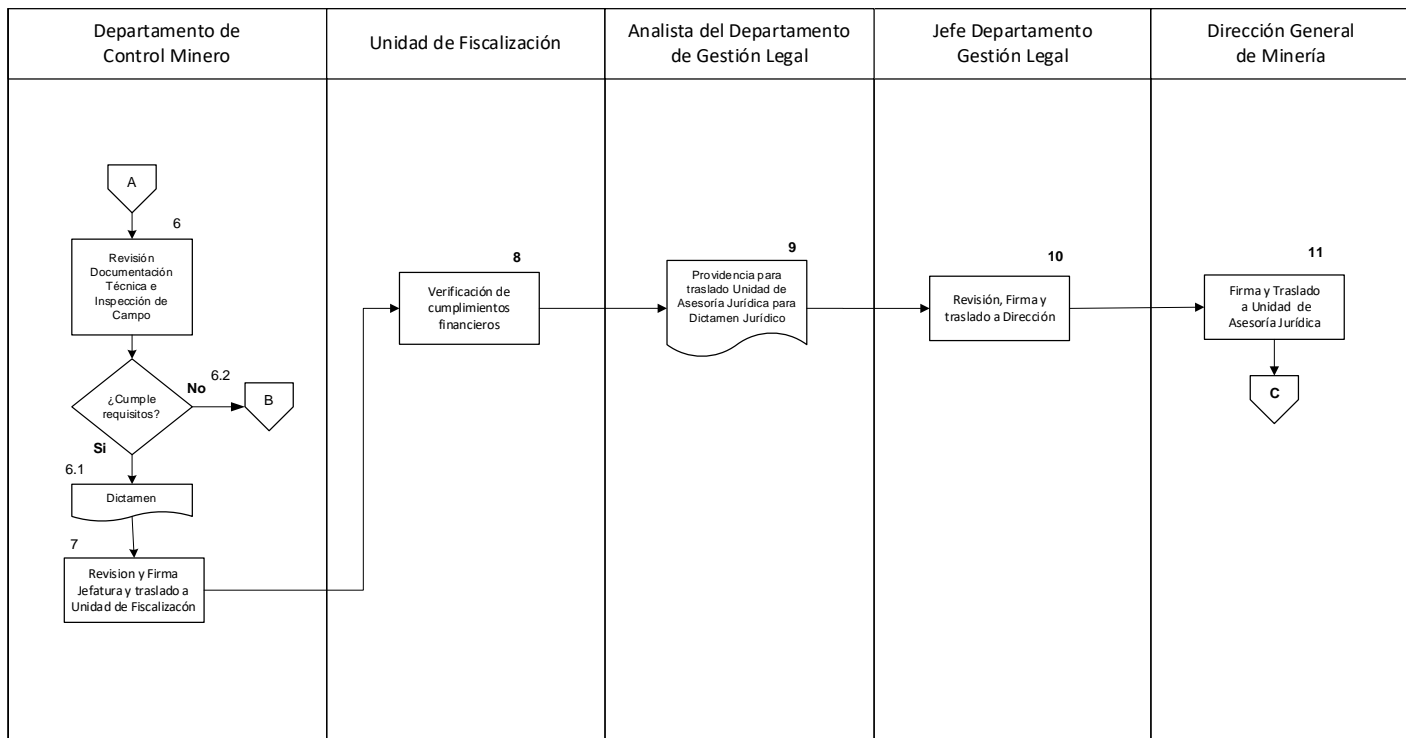 Departamento de
Control Minero
Unidad de Fiscalización
Analista del Departamento
de Gestión Legal
Jefe Departamento
Gestión Legal
Dirección General
de Minería
A
6
Revisión
Documentación
Técnica e
Inspección de
Campo
¿Cumple
requisitos?
No
6.2
B
Si
6.1
Dictamen
7
Revision y Firma
Jefatura y traslado a
Unidad de Fiscalizacón
8
Verificación de
cumplimientos
financieros
9
Providencia para
traslado Unidad de
Asesoría Jurídica para
Dictamen Jurídico
10
Revisión, Firma y
traslado a Dirección
11
Firma y Traslado
a Unidad de
Asesoría Jurídica
C